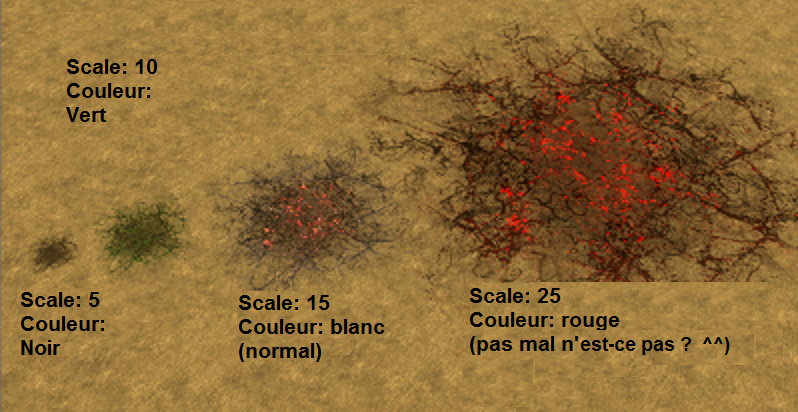 Scale: 10
Couleur:
Vert
Scale: 5
Couleur:
Noir
Scale: 15
Couleur: blanc
(normal)
Scale: 25
Couleur: rouge
(pas mal n'est-ce pas ? ^^)